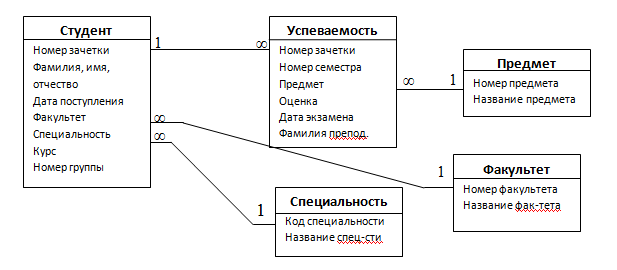 Студент
Номер зачетки
Фамилия, имя,
отчество
Дата поступления
Факультет
Специальность
Курс
Номер группы
1
∞
Успеваемость
Номер зачетки
Номер семестра
Предмет
Оценка
Дата экзамена
Фамилия препод.
∞
1
Предмет
Номер предмета
Название предмета
∞
∞
1
Факультет
Номер факультета
Название фак-тета
1
Специальность
Код специальности
Название спец-сти